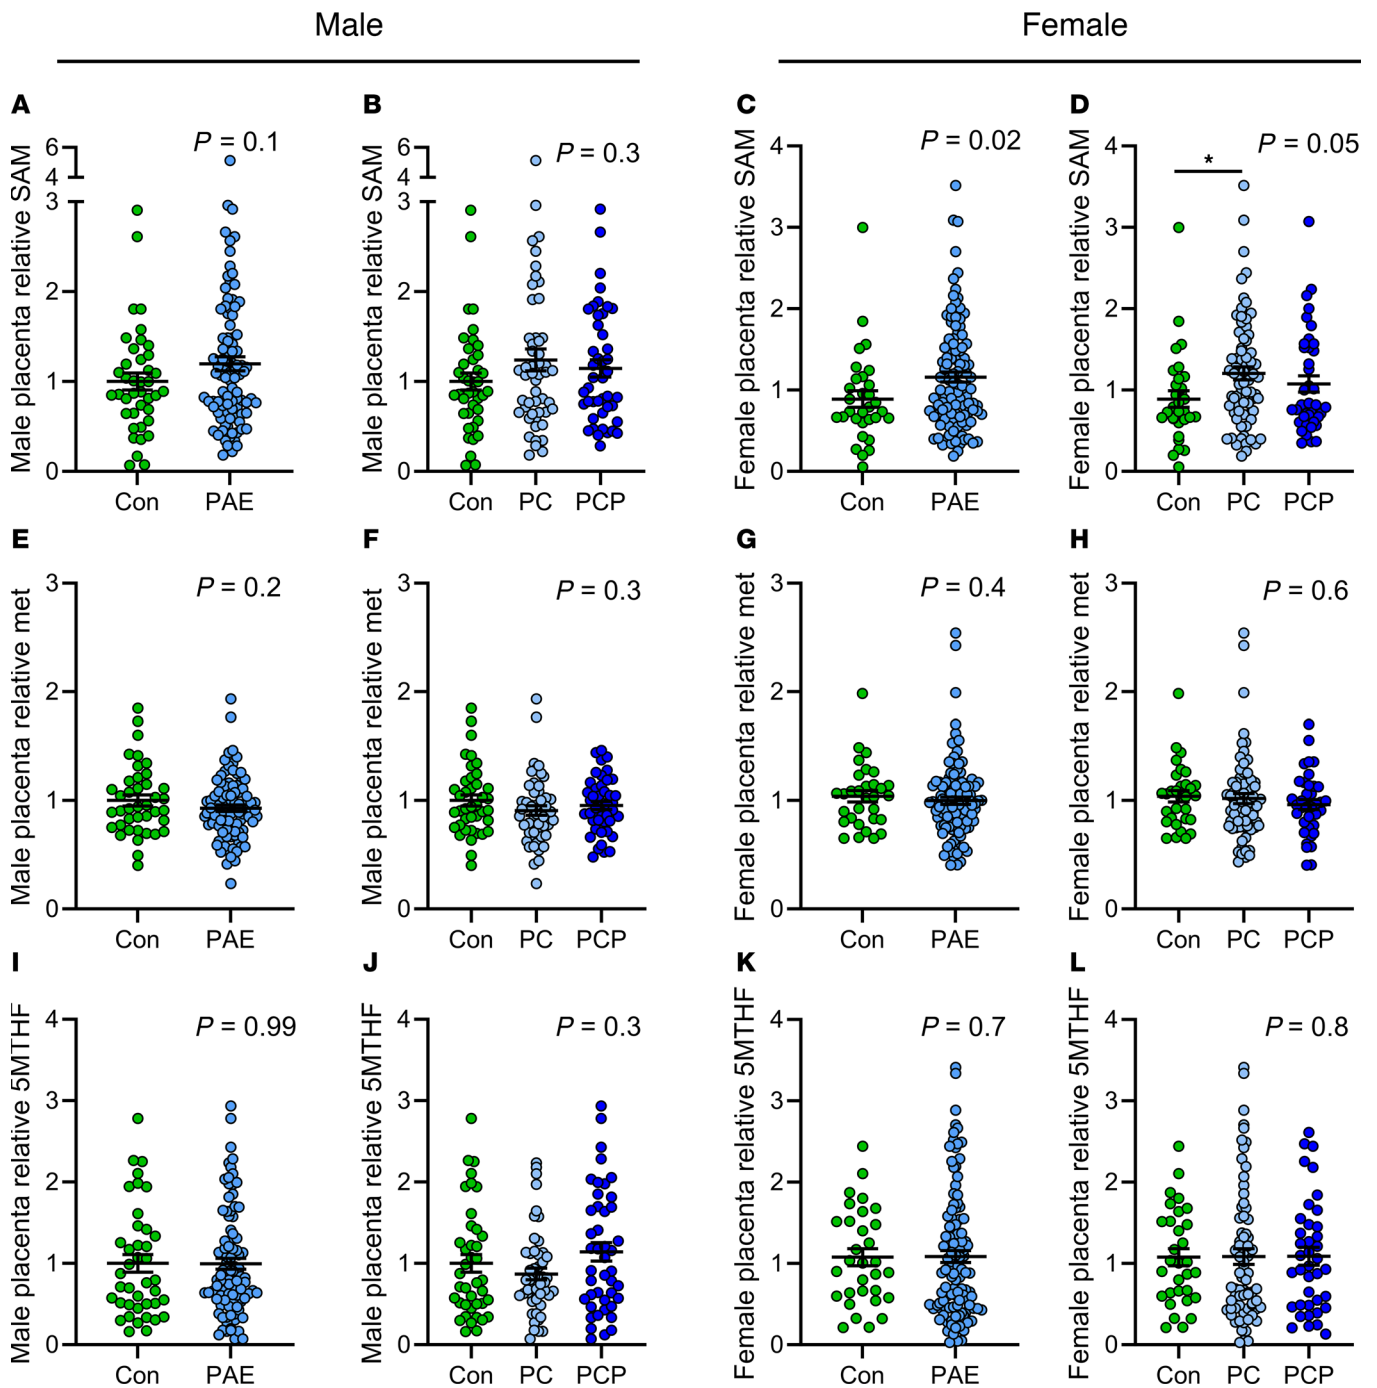 Male
Female
A
Male placenta relative SAM
6
4
3
2
1
0
P = 0.1
Con
PAE
B
Male placenta relative SAM
6
4
3
2
1
0
P = 0.3
Con
PC
PCP
C
Female placenta relative SAM
4
3
2
1
0
P = 0.02
Con
PAE
D
Female placenta relative SAM
4
3
2
1
0
*
P = 0.05
Con
PC
PCP
E
Male placenta relative met
3
2
1
0
P = 0.2
Con
PAE
F
Male placenta relative met
3
2
1
0
P = 0.3
Con
PC
PCP
G
Female placenta relative met
3
2
1
0
P = 0.4
Con
PAE
H
Female placenta relative met
3
2
1
0
P = 0.6
Con
PC
PCP
I
Male placenta relative 5MTHF
4
3
2
1
0
P = 0.99
Con
PAE
J
Male placenta relative 5MTHF
4
3
2
1
0
P = 0.3
Con
PC
PCP
K
Female placenta relative 5MTHF
4
3
2
1
0
P = 0.7
Con
PAE
L
Female placenta relative 5MTHF
4
3
2
1
0
P = 0.8
Con
PC
PCP